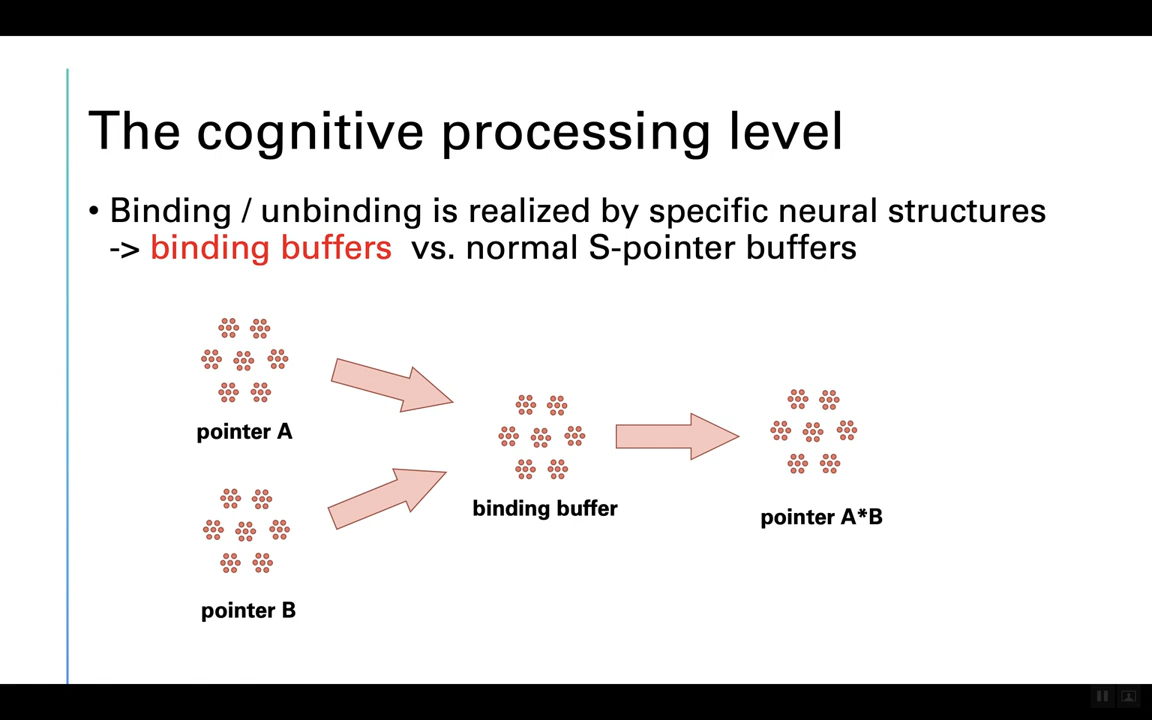 The cognitive processing level
• Binding / unbinding is realized by specific neural structures
-> binding buffers vs. normal S-pointer buffers
pointer A
binding buffer
pointer A*B
pointer B